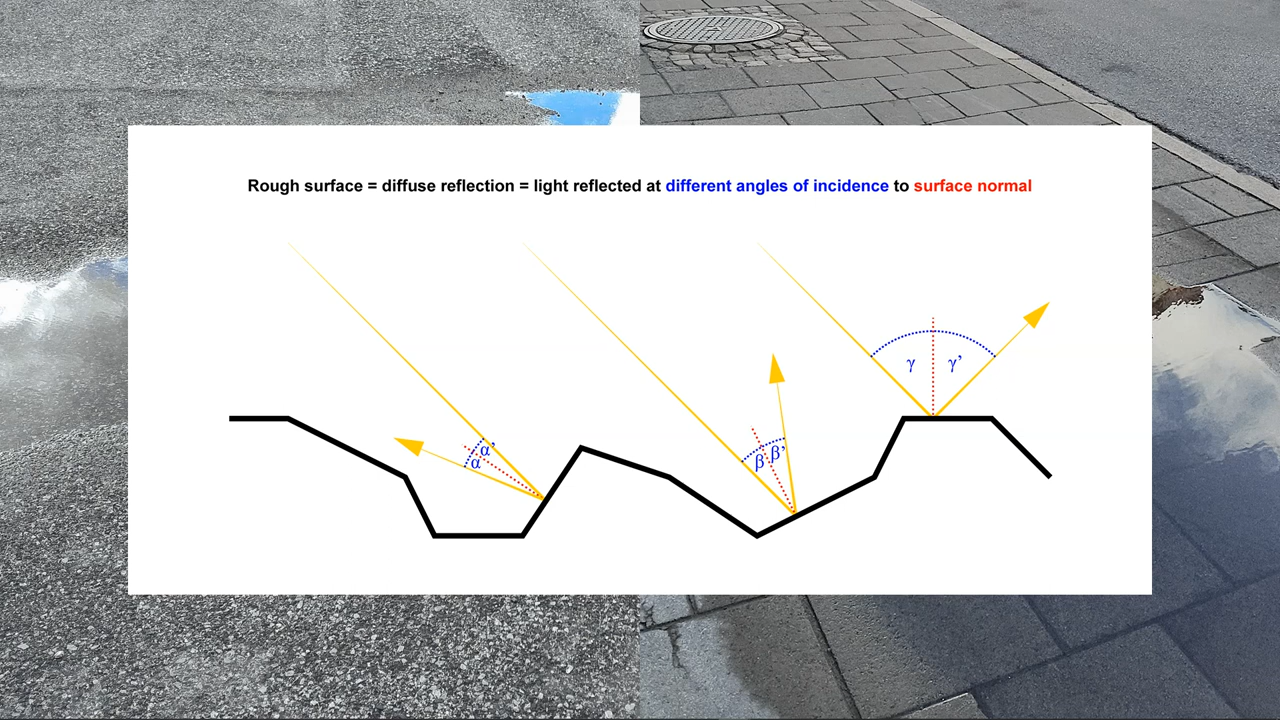 Rough surface = diffuse reflection = light reflected at different angles of incidence to surface normal
γ γ’
α’
α
β β’